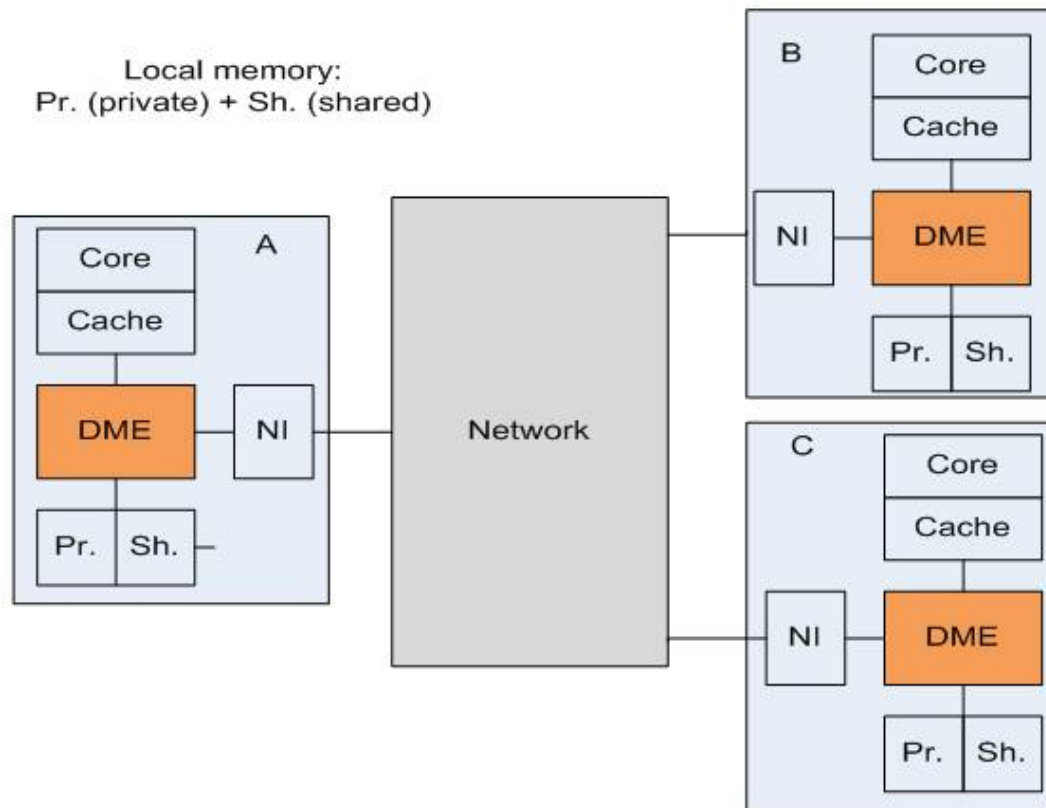 Local memory:
Pr. (private) + Sh. (shared)
A
Core
Cache
DME
NI
Pr.
Sh.
Network
B
Core
Cache
NI
DME
Pr.
Sh.
C
Core
Cache
NI
DME
Pr.
Sh.